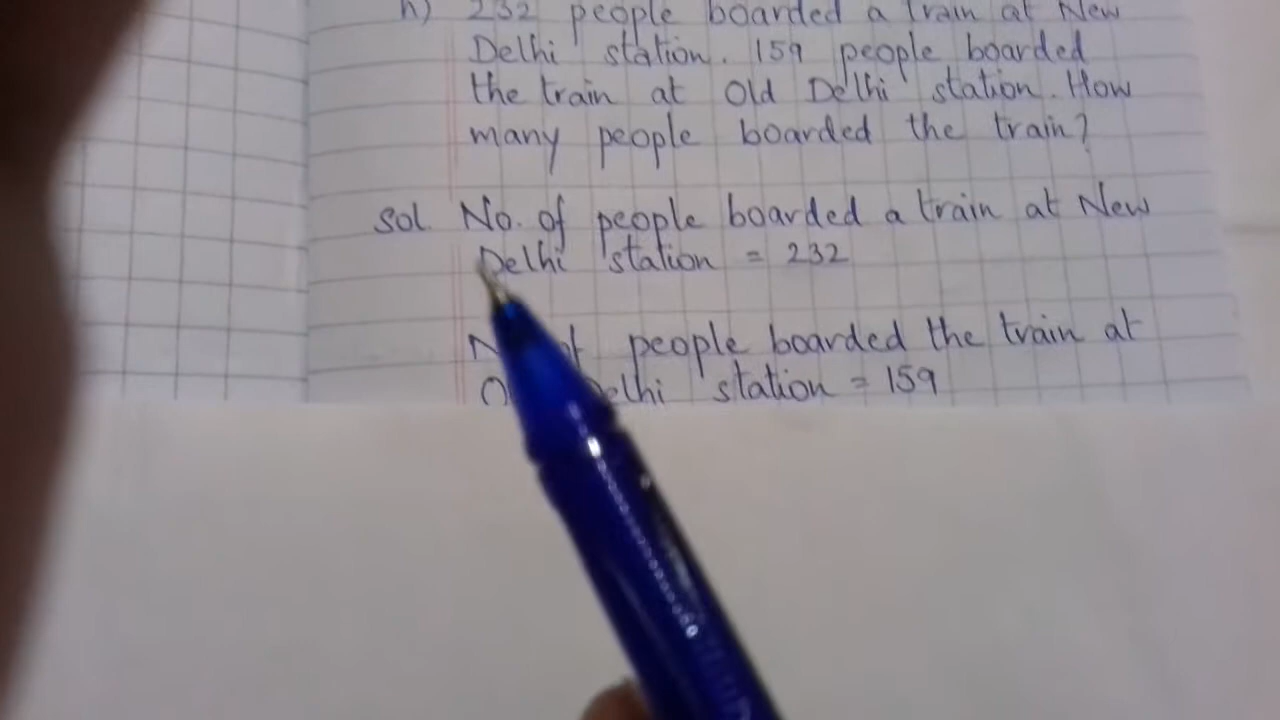 h) 232 people boarded a train at New
Delhi station. 159 people boarded
the train at Old Delhi station. How
many people boarded the train?
Sol. No. of people boarded a train at New
Delhi station = 232
people boarded the train at
station = 159